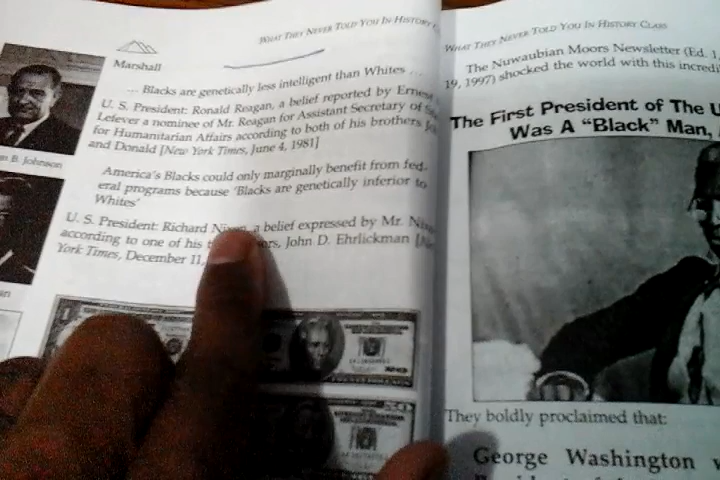 WHAT THEY NEVER TOLD YOU IN HISTORY
Marshall
... Blacks are genetically less intelligent than Whites ...
U. S. President: Ronald Reagan, a belief reported by Ernest
Lefever a nominee of Mr. Reagan for Assistant Secretary of
for Humanitarian Affairs according to both of his brothers
and Donald [New York Times, June 4, 1981]
America's Blacks could only marginally benefit from fed-
eral programs because 'Blacks are genetically inferior to
Whites'
U. S. President: Richard Nixon, a belief expressed by Mr.
according to one of his John D. Ehrlickman
York Times, December 11,
B. Johnson
WHAT THEY NEVER TOLD YOU IN HISTORY CLASS
The Nuwaubian Moors Newsletter (Ed. 1,
19, 1997) shocked the world with this
The First President of The
Was A "Black" Man,
They boldly proclaimed that:
George Washington